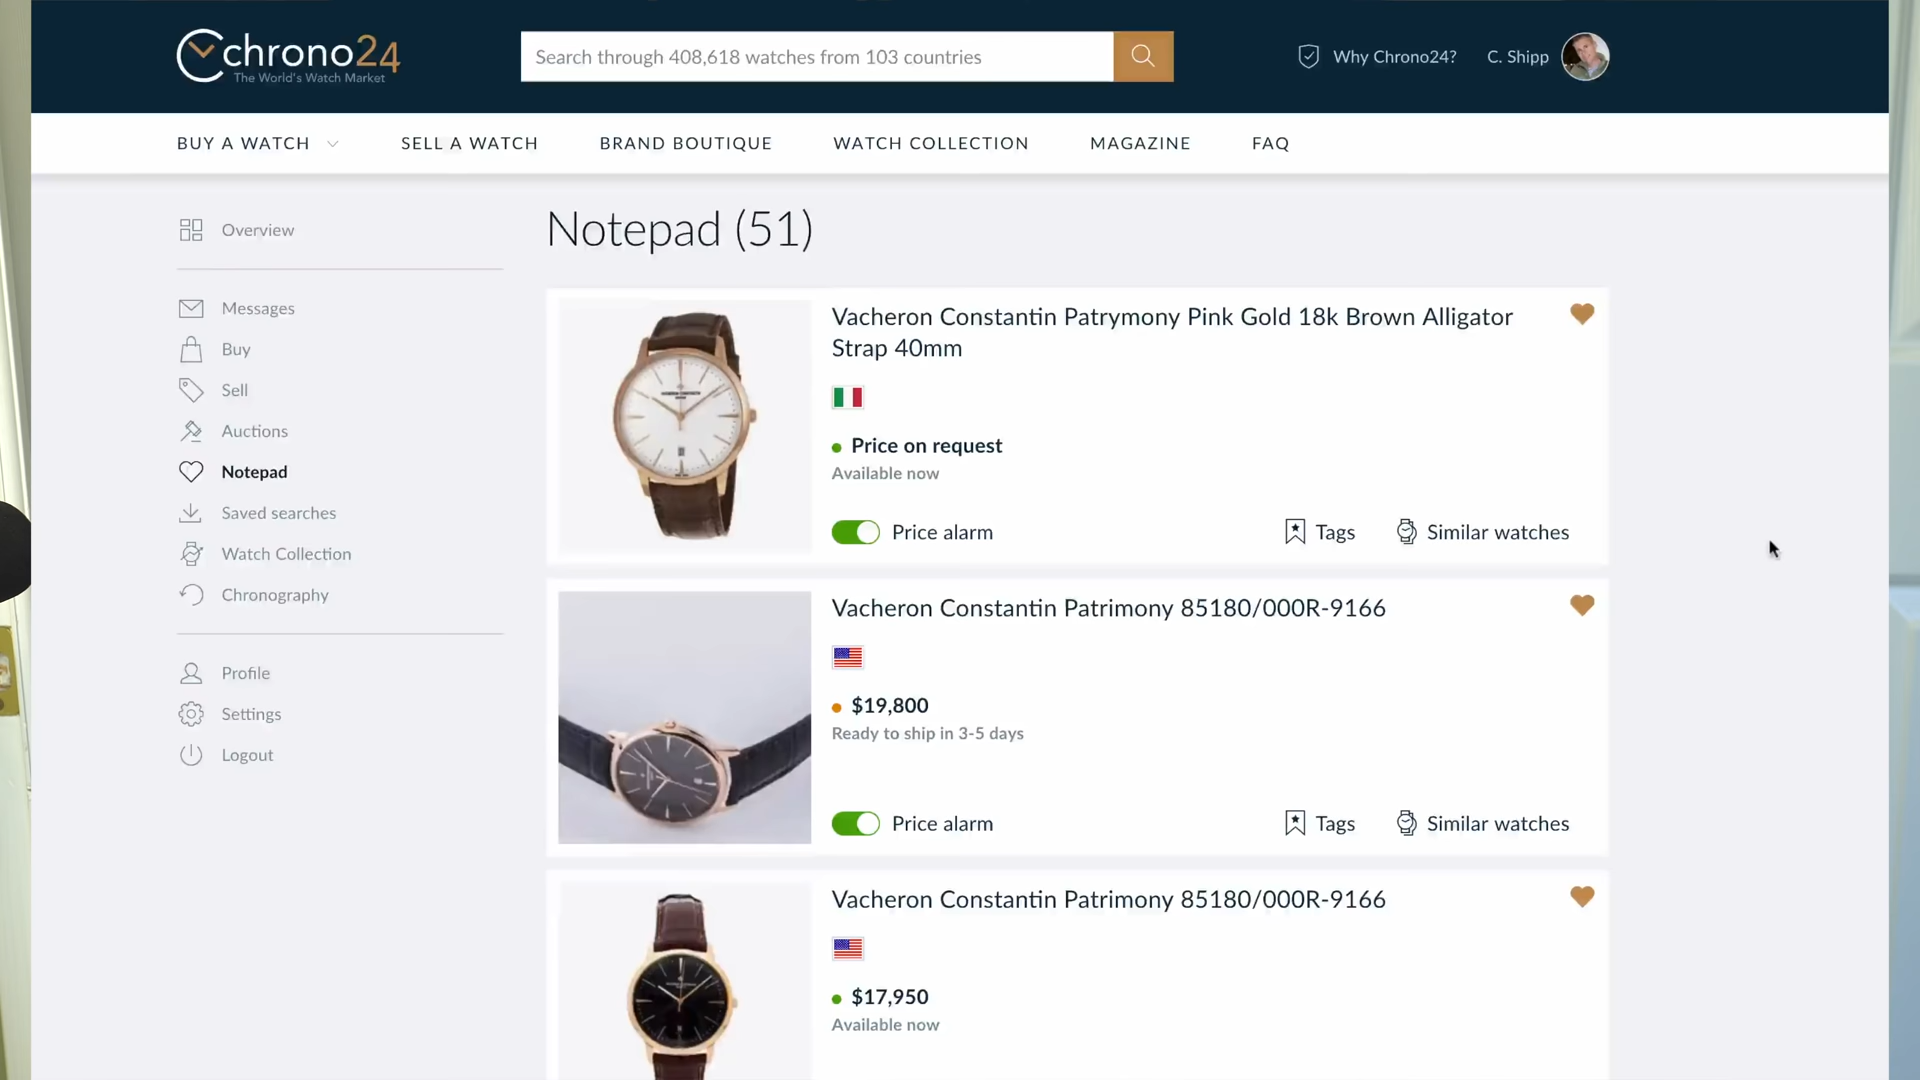 chrono24
The World's Watch Market
Search through 408,618 watches from 103 countries
Why Chrono24?
C. Shipp
BUY A WATCH
SELL A WATCH
BRAND BOUTIQUE
WATCH COLLECTION
MAGAZINE
FAQ
Overview
Messages
Buy
Sell
Auctions
Notepad
Saved searches
Watch Collection
Chronography
Profile
Settings
Logout
Notepad (51)
Vacheron Constantin Patrymony Pink Gold 18k Brown Alligator
Strap 40mm
Price on request
Available now
Price alarm
Tags
Similar watches
Vacheron Constantin Patrimony 85180/000R-9166
$19,800
Ready to ship in 3-5 days
Price alarm
Tags
Similar watches
Vacheron Constantin Patrimony 85180/000R-9166
$17,950
Available now